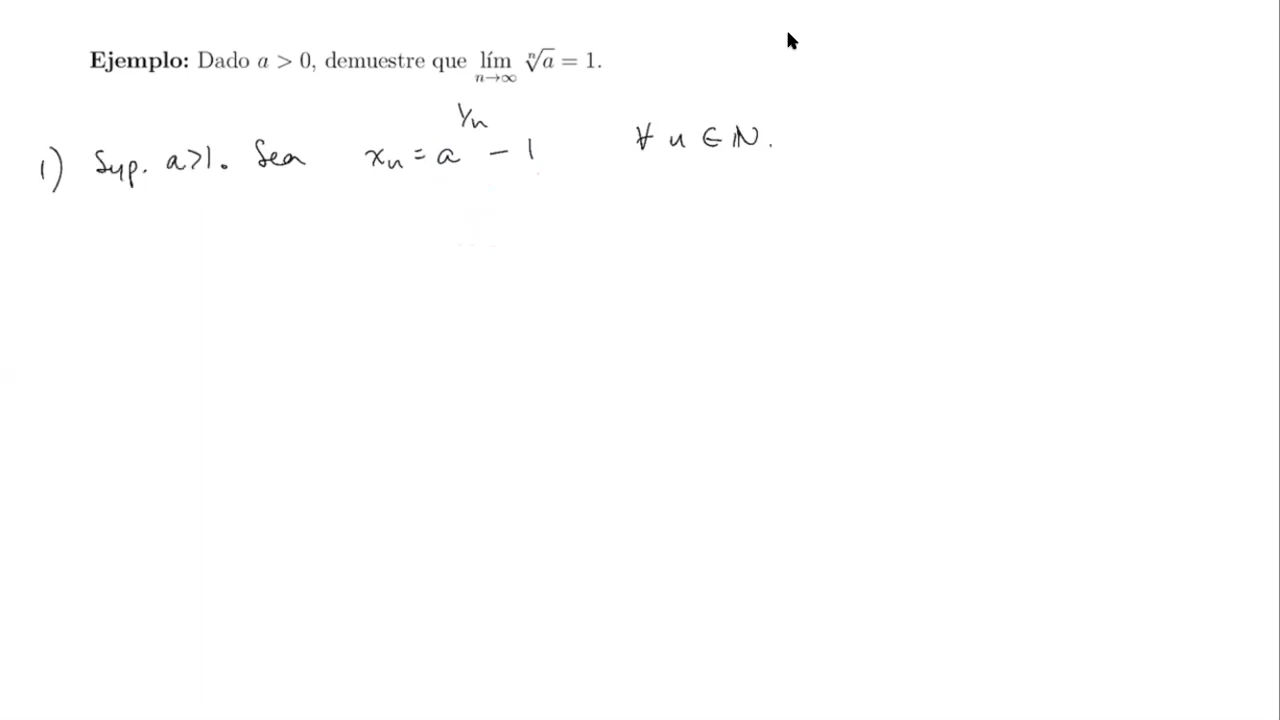 Ejemplo: Dado a > 0, demuestre que lím_{n→∞} ⁿ√a = 1.
1) Sup. a>1. Sea x_n = a^{1/n} − 1 ∀ n ∈ ℕ.